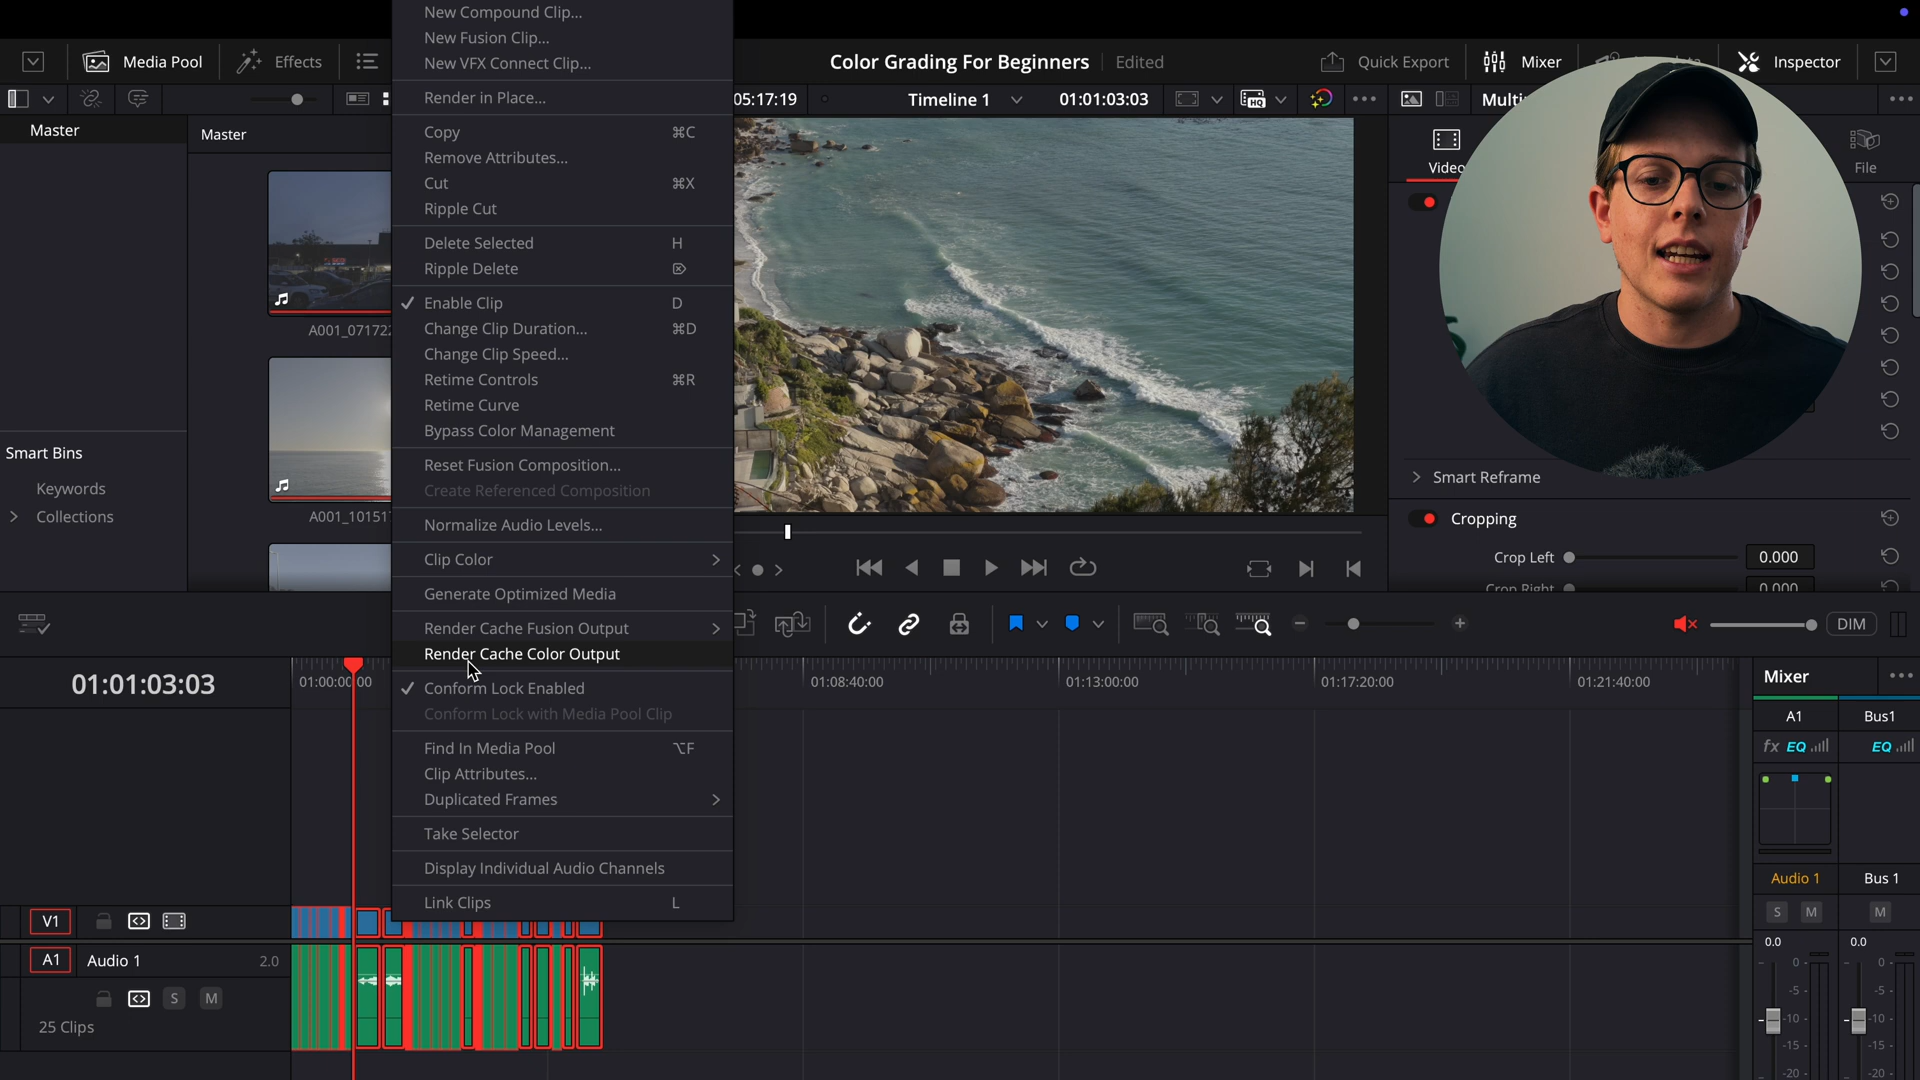 New Compound Clip...
New Fusion Clip...
New VFX Connect Clip...
Media Pool
Effects
Color Grading For Beginners
Edited
Quick Export
Mixer
Inspector
Render in Place...
05:17:19
Timeline 1
01:01:03:03
HQ
Multi
Master
Master
Copy ⌘C
Remove Attributes...
Cut ⌘X
Ripple Cut
Video
File
Delete Selected H
Ripple Delete
Enable Clip D
Change Clip Duration... ⌘D
A001_071722
Change Clip Speed...
Retime Controls ⌘R
Retime Curve
Bypass Color Management
Smart Bins
Reset Fusion Composition...
Smart Reframe
Keywords
Create Referenced Composition
Collections
A001_10151
Normalize Audio Levels...
Cropping
Clip Color
Crop Left 0.000
Crop Right 0.000
Generate Optimized Media
Render Cache Fusion Output
DIM
Render Cache Color Output
01:01:03:03
01:00:00:00
01:08:40:00
01:13:00:00
01:17:20:00
01:21:40:00
Mixer
Conform Lock Enabled
Conform Lock with Media Pool Clip
A1
Bus1
Find In Media Pool ⌥F
fx EQ
EQ
Clip Attributes...
Duplicated Frames
Take Selector
Display Individual Audio Channels
Audio 1
Bus 1
Link Clips L
V1
S M
M
0.0
0.0
A1 Audio 1 2.0
0
0
-5
-5
S M
-10
-10
25 Clips
-15
-15
-20
-20